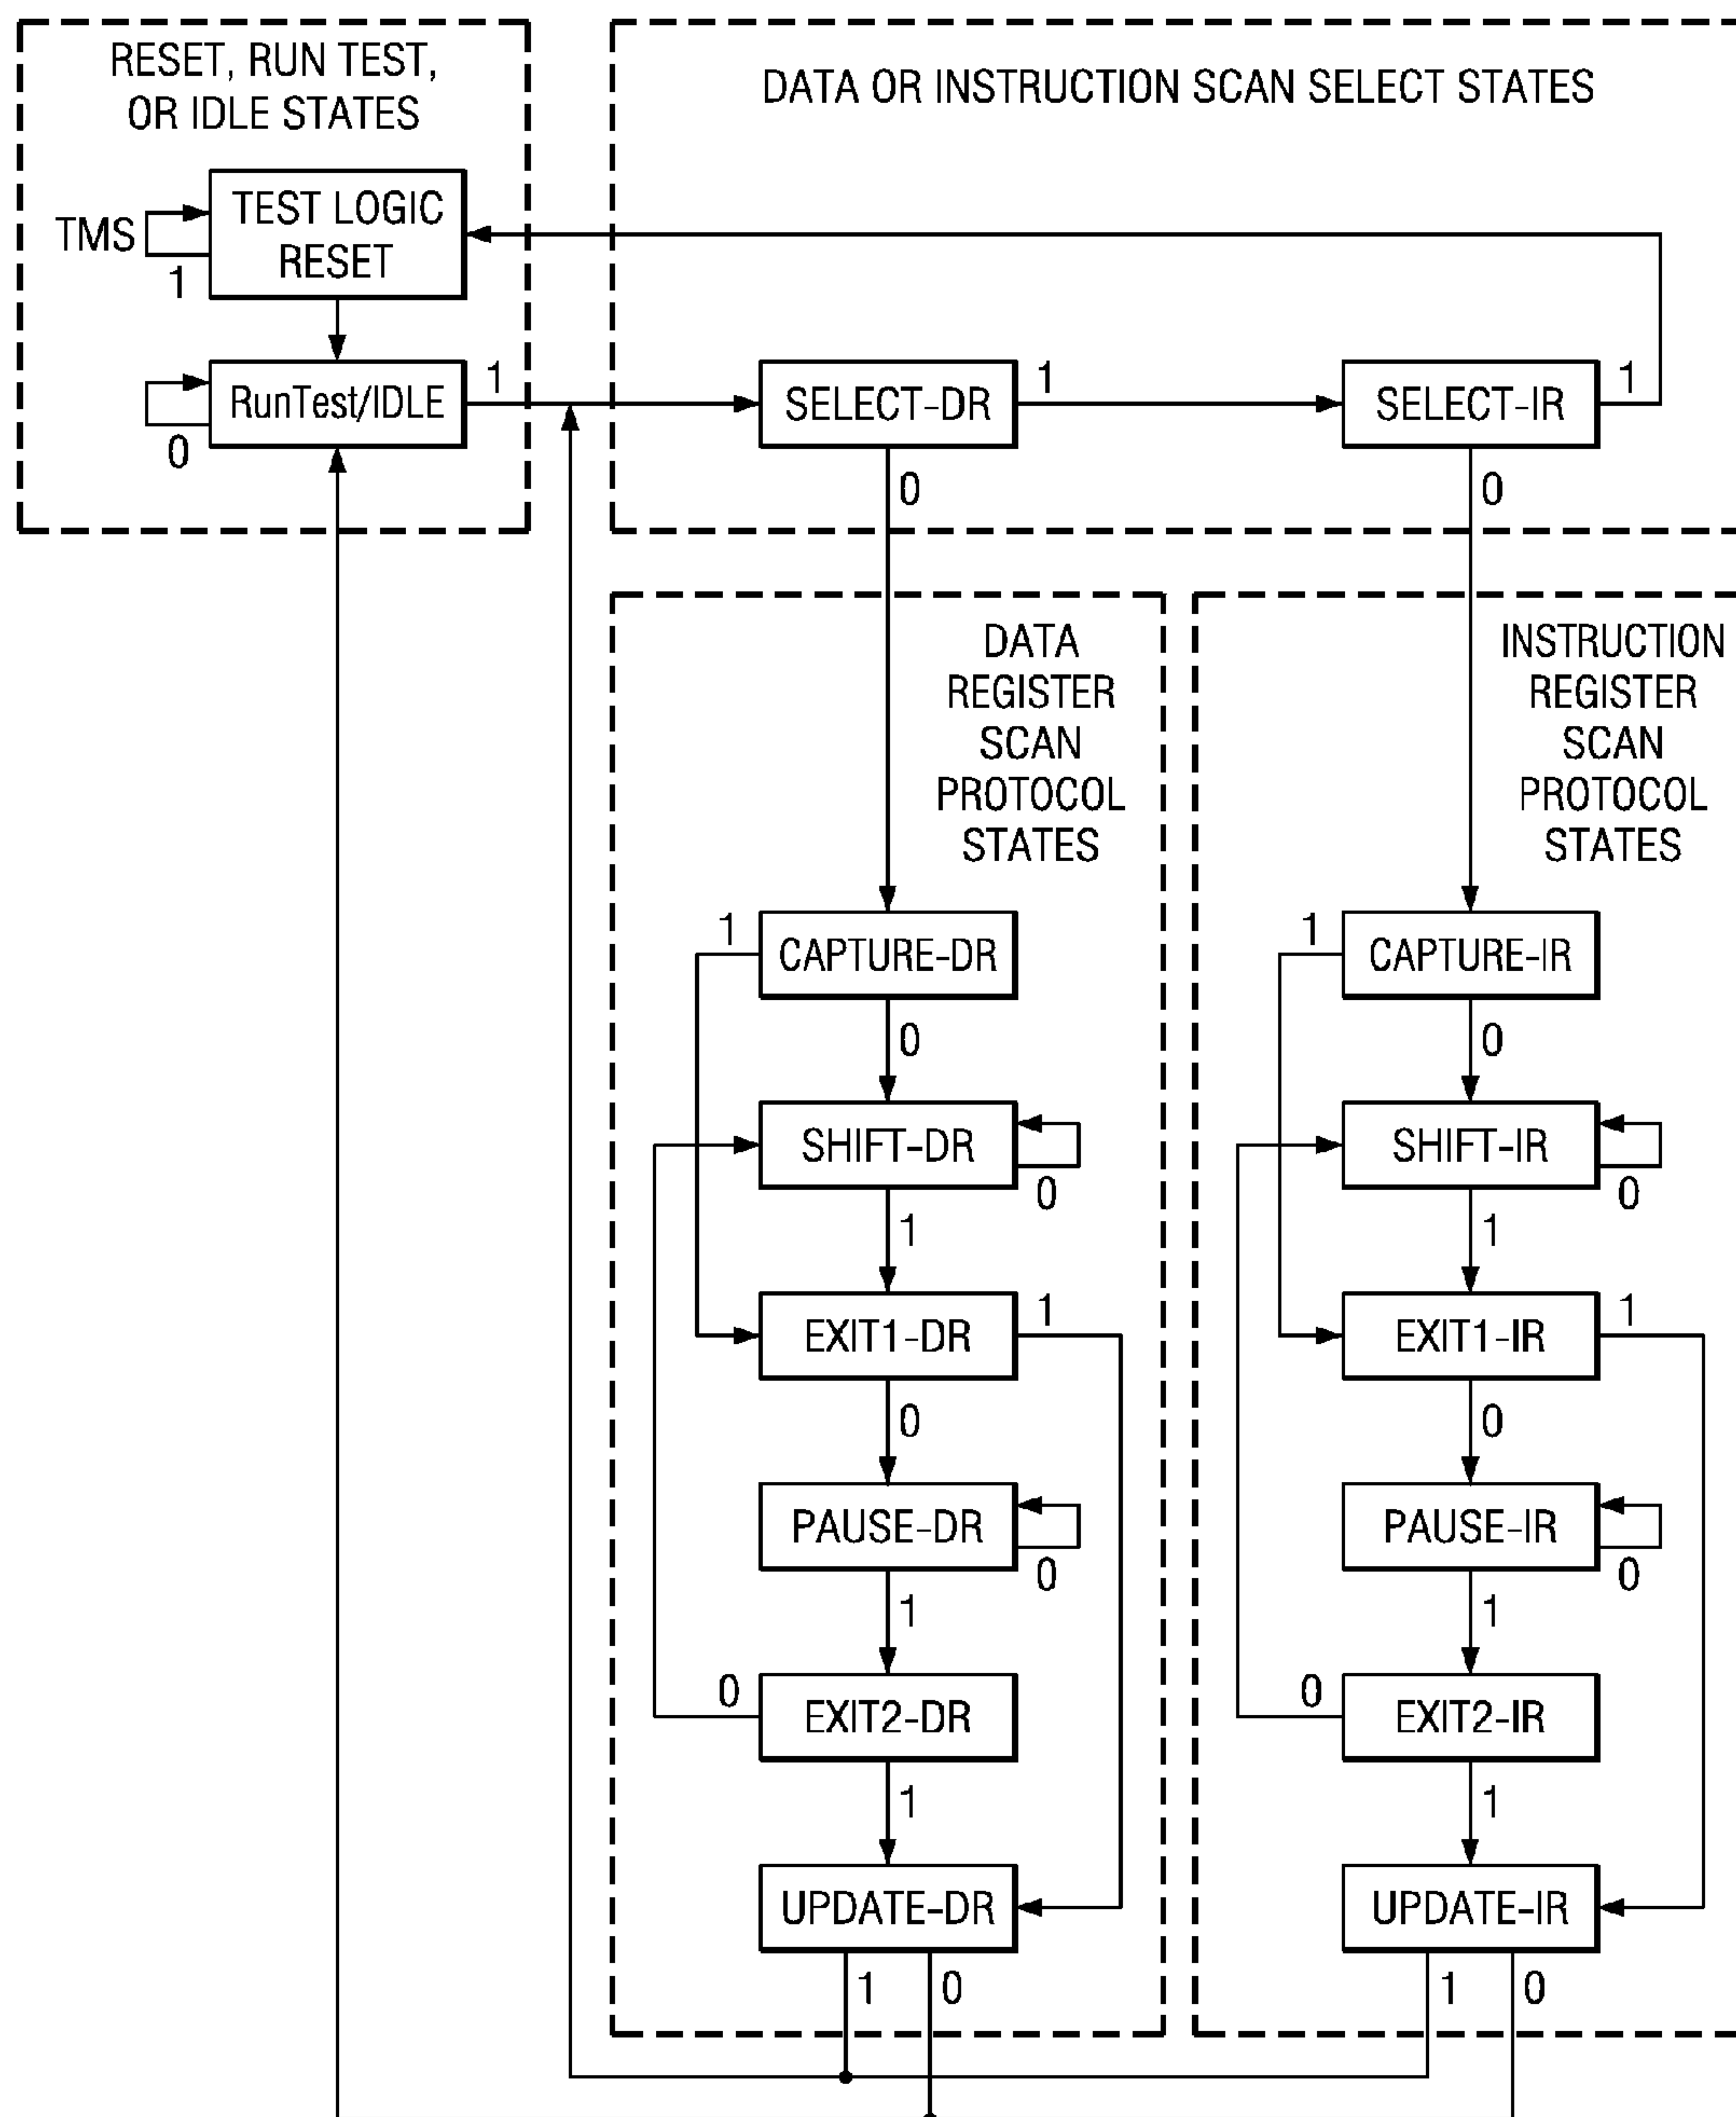 RESET, RUN TEST,
OR IDLE STATES
DATA OR INSTRUCTION SCAN SELECT STATES
TEST LOGIC
RESET
TMS
1
RunTest/IDLE
1
0
SELECT-DR
1
SELECT-IR
1
0
0
DATA
REGISTER
SCAN
PROTOCOL
STATES
INSTRUCTION
REGISTER
SCAN
PROTOCOL
STATES
1
CAPTURE-DR
0
SHIFT-DR
0
1
EXIT1-DR
1
0
PAUSE-DR
0
1
0
EXIT2-DR
1
UPDATE-DR
1
0
1
CAPTURE-IR
0
SHIFT-IR
0
1
EXIT1-IR
1
0
PAUSE-IR
0
1
0
EXIT2-IR
1
UPDATE-IR
1
0